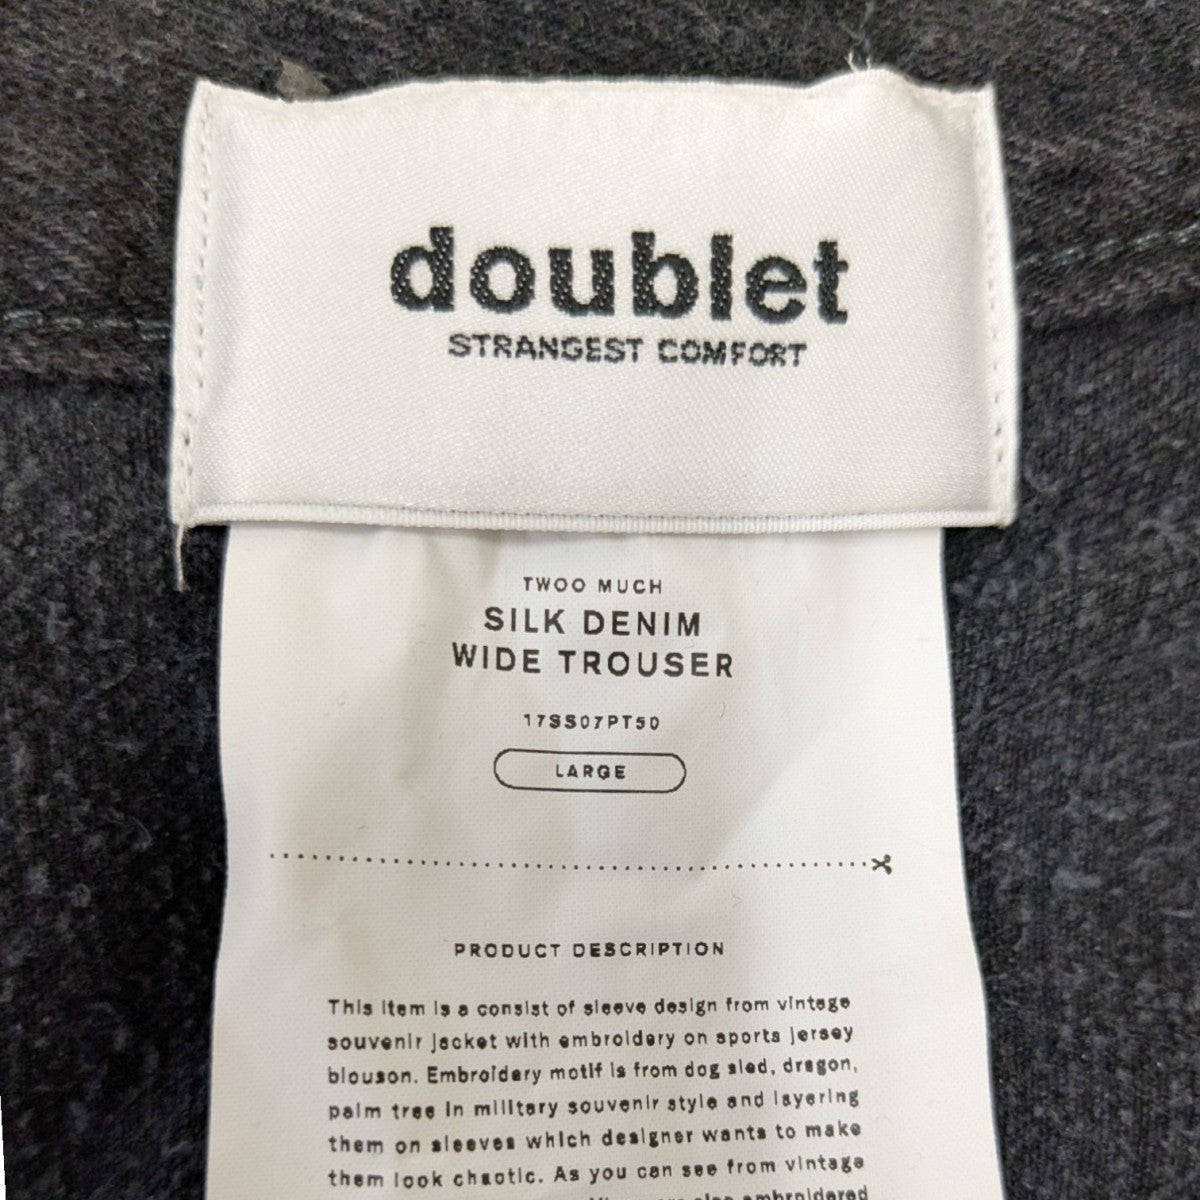 doublet
STRANGEST COMFORT
TWOO MUCH
SILK DENIM
WIDE TROUSER
17SS07PT50
LARGE
PRODUCT DESCRIPTION
This item is a consist of sleeve design from vintage
souvenir jacket with embroidery on sports jersey
blouson. Embroidery motif is from dog sled, dragon,
palm tree in military souvenir style and layering
them on sleeves which designer wants to make
them look chaotic. As you can see from vintage
also embroidered